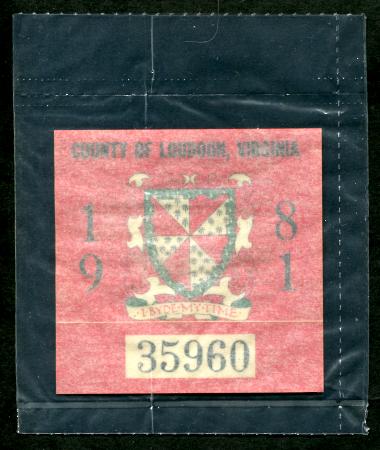 COUNTY OF LOUDOUN, VIRGINIA
1 8
9 1
I·BYDE·MY·TIME
35960